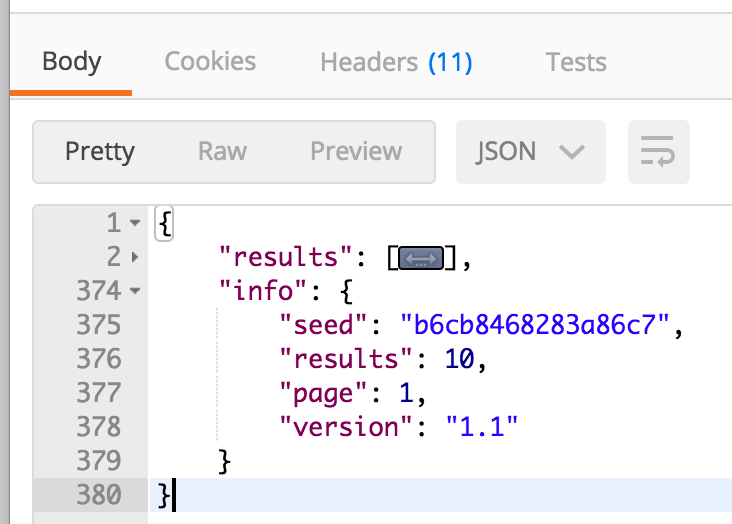 Body Cookies Headers (11) Tests
Pretty Raw Preview JSON
1 {
2 "results": [↔],
374 "info": {
375 "seed": "b6cb8468283a86c7",
376 "results": 10,
377 "page": 1,
378 "version": "1.1"
379 }
380 }